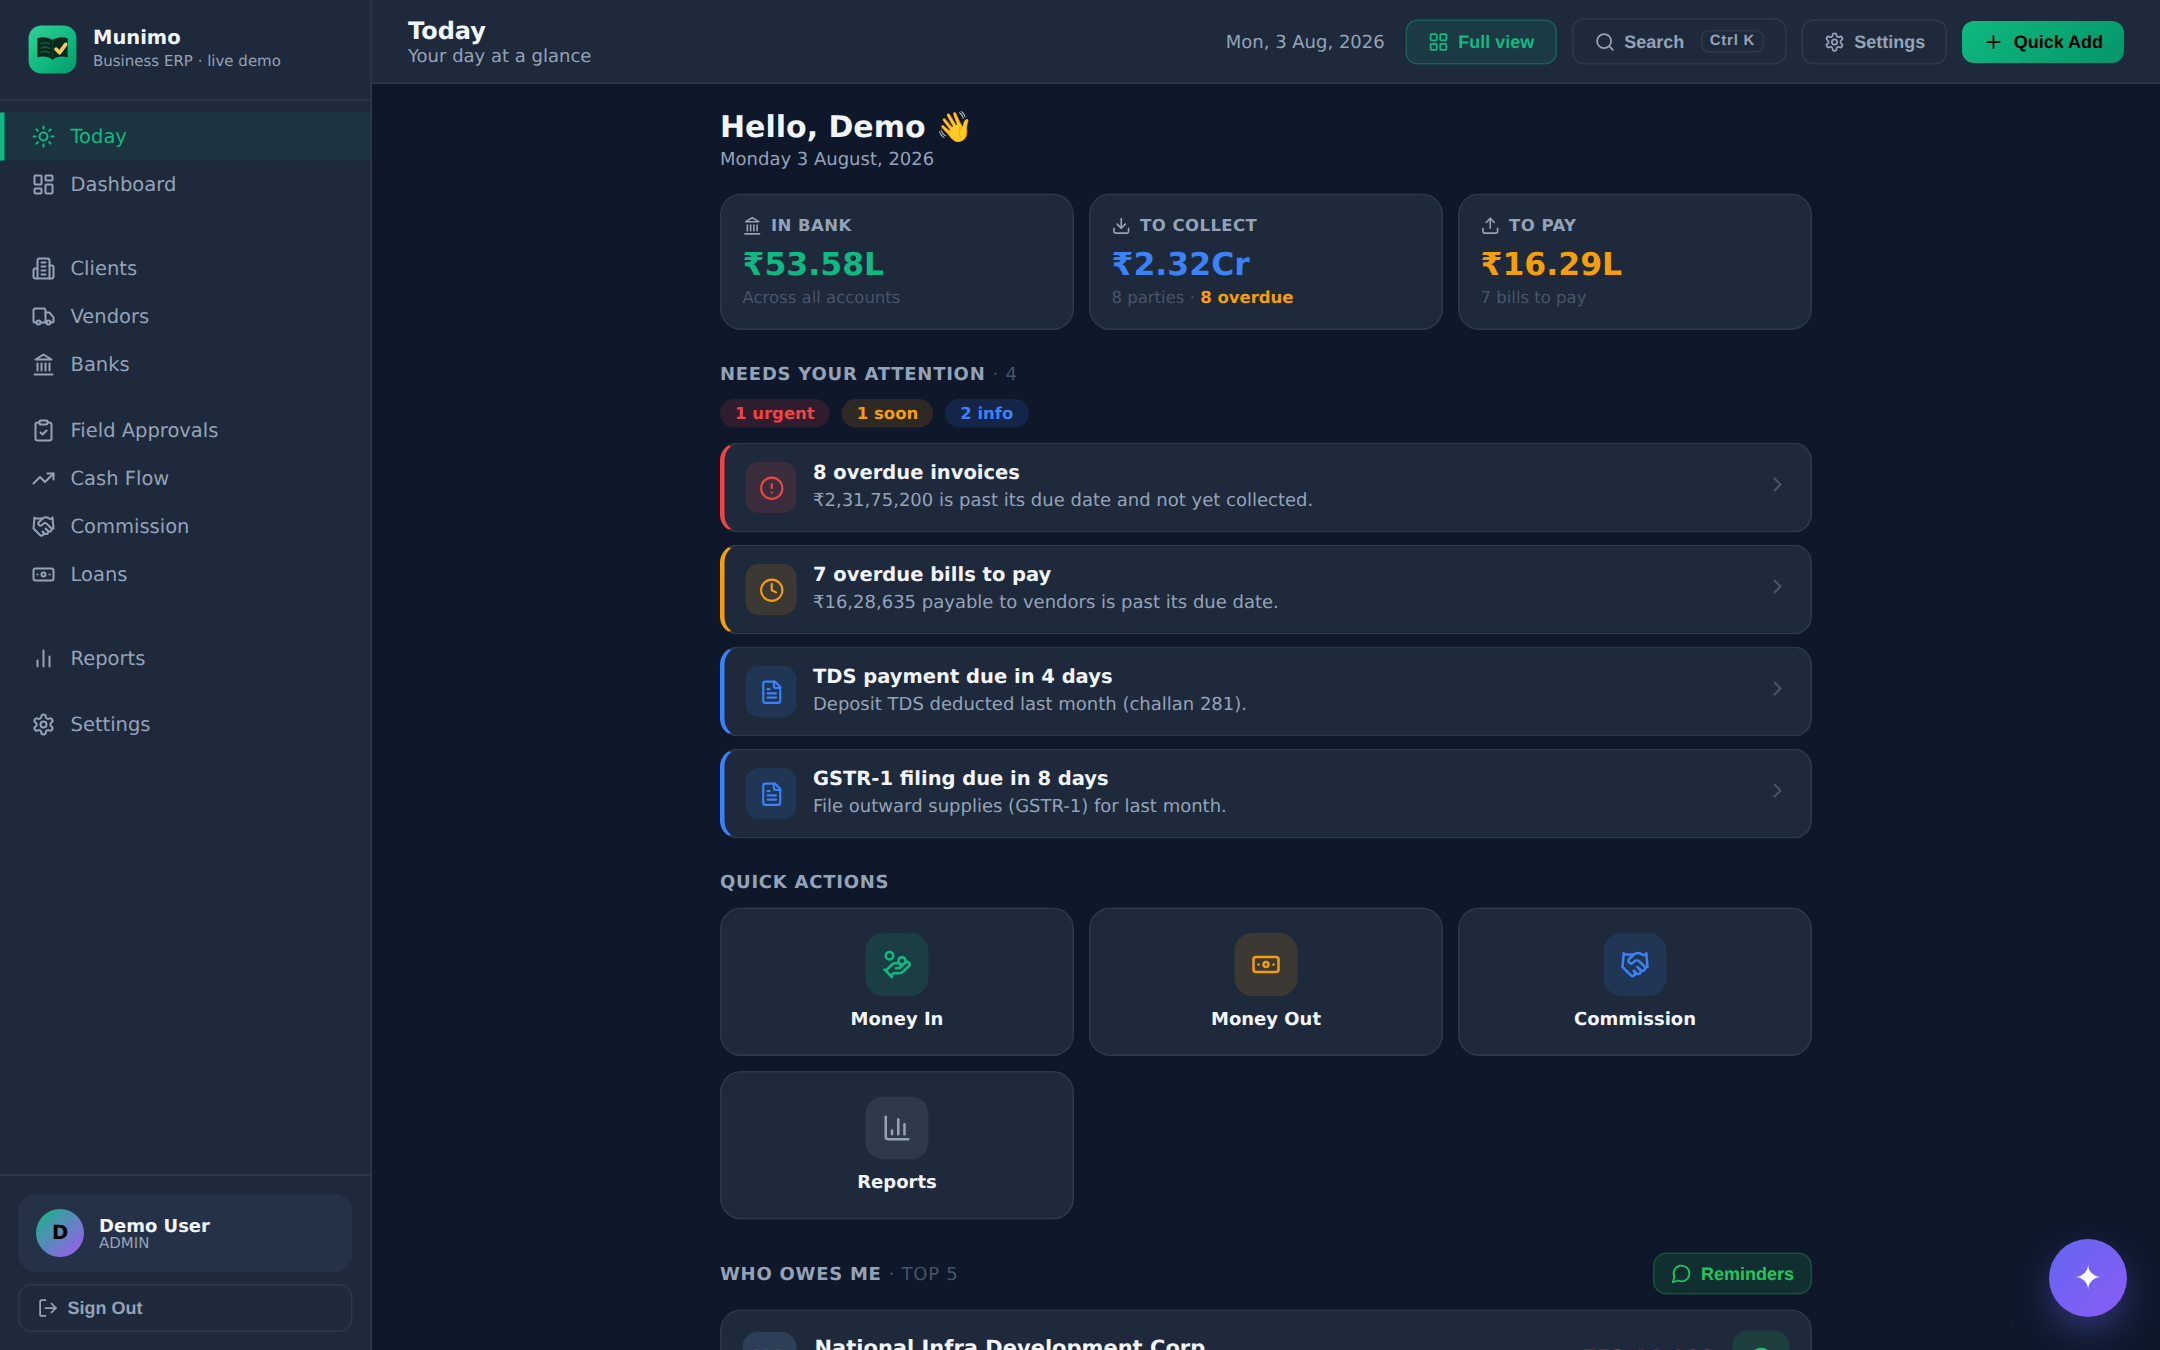 Munimo
Business ERP · live demo
Today
Dashboard
Clients
Vendors
Banks
Field Approvals
Cash Flow
Commission
Loans
Reports
Settings
D
Demo User
ADMIN
Sign Out
Today
Your day at a glance
Mon, 3 Aug, 2026
Full view
Search Ctrl K
Settings
Quick Add
Hello, Demo 👋
Monday 3 August, 2026
IN BANK
₹53.58L
Across all accounts
TO COLLECT
₹2.32Cr
8 parties · 8 overdue
TO PAY
₹16.29L
7 bills to pay
NEEDS YOUR ATTENTION · 4
1 urgent
1 soon
2 info
8 overdue invoices
₹2,31,75,200 is past its due date and not yet collected.
7 overdue bills to pay
₹16,28,635 payable to vendors is past its due date.
TDS payment due in 4 days
Deposit TDS deducted last month (challan 281).
GSTR-1 filing due in 8 days
File outward supplies (GSTR-1) for last month.
QUICK ACTIONS
Money In
Money Out
Commission
Reports
WHO OWES ME · TOP 5
Reminders
National Infra Development Corp